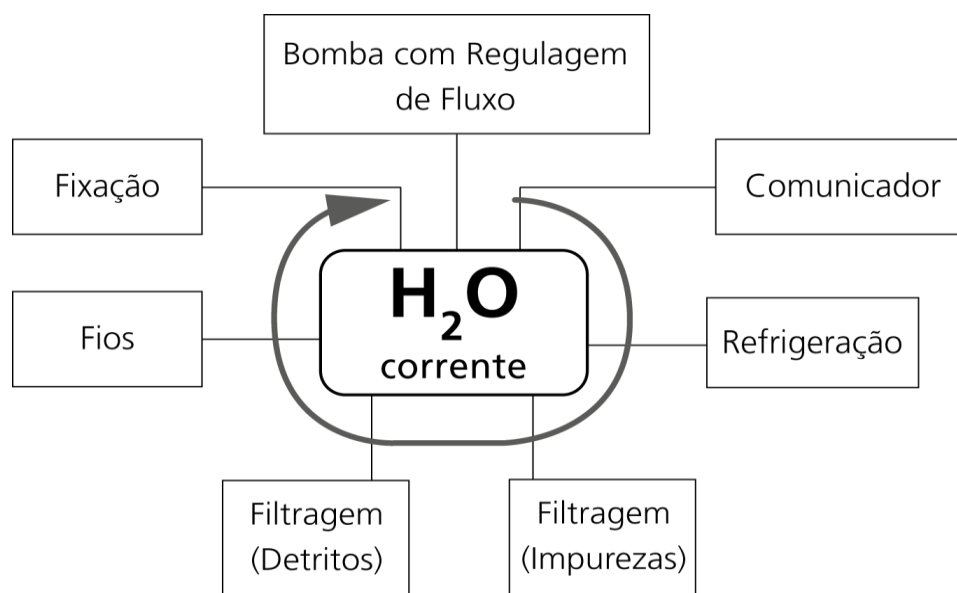 Bomba com Regulagem
de Fluxo
Fixação
Comunicador
H₂O
corrente
Fios
Refrigeração
Filtragem
(Detritos)
Filtragem
(Impurezas)